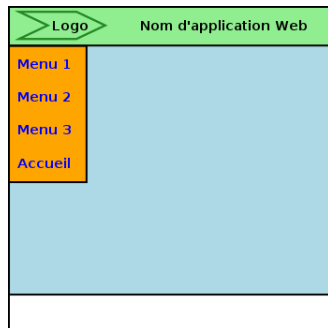 Logo Nom d'application Web
Menu 1
Menu 2
Menu 3
Accueil